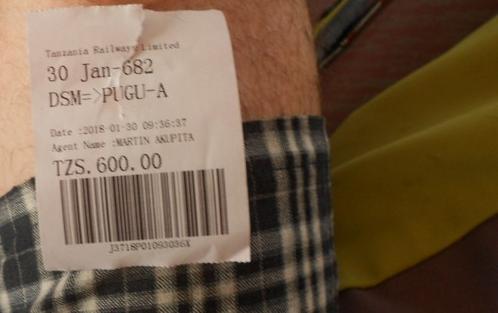 Tanzania Railways Limited
30 Jan-682
DSM=>PUGU-A
Date :2018-01-30 09:36:37
Agent Name :MARTIN AKUPITA
TZS.600.00
J3718P01093036X